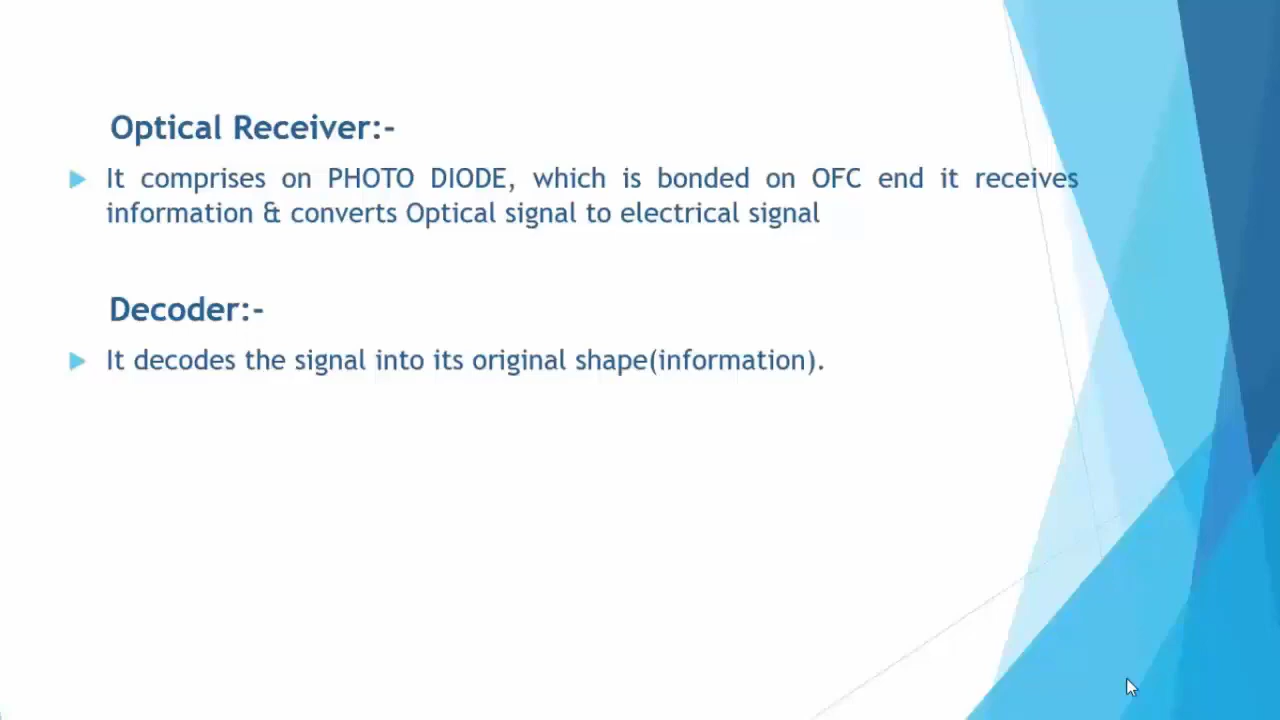 Optical Receiver:-
It comprises on PHOTO DIODE, which is bonded on OFC end it receives
information & converts Optical signal to electrical signal
Decoder:-
It decodes the signal into its original shape(information).